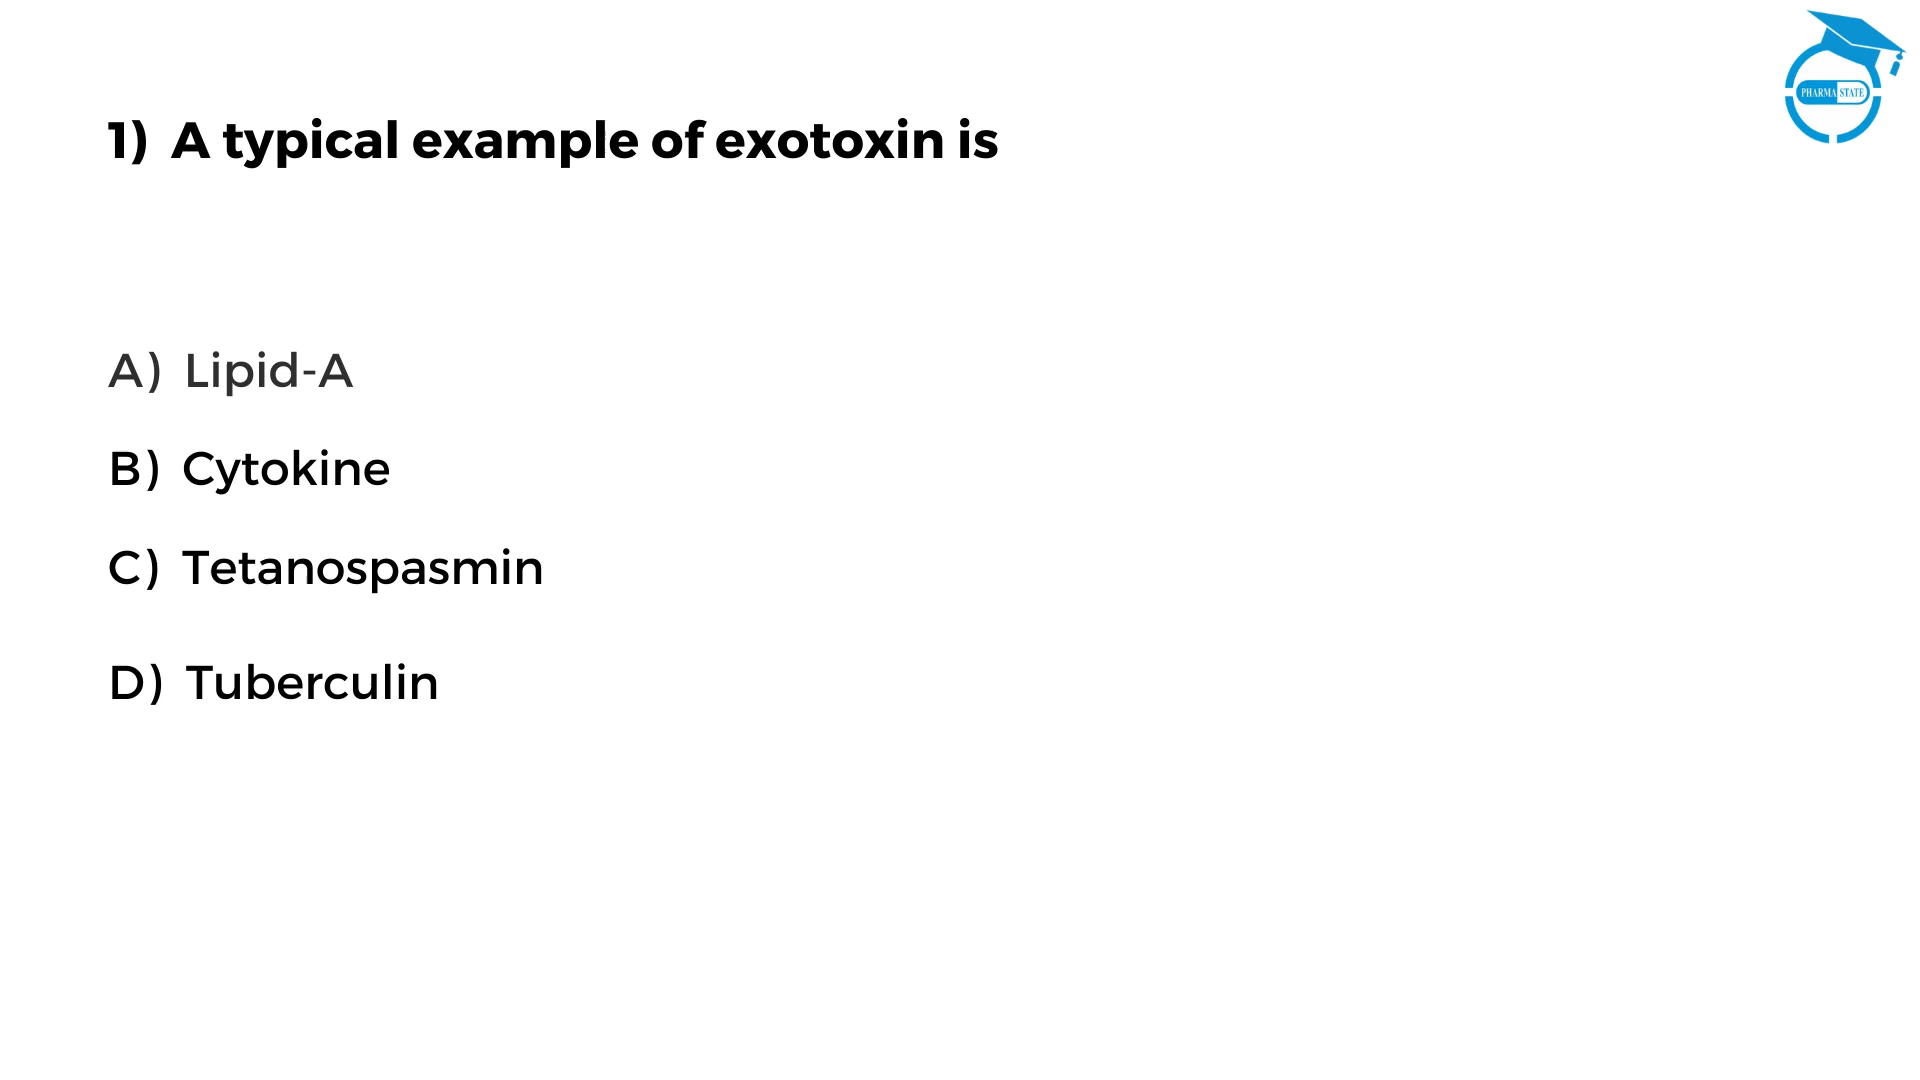 PHARMA STATE
1) A typical example of exotoxin is
A) Lipid-A
B) Cytokine
C) Tetanospasmin
D) Tuberculin